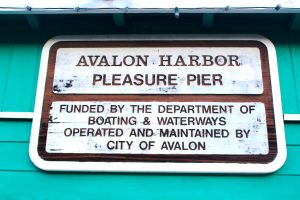 AVALON HARBOR
PLEASURE PIER
FUNDED BY THE DEPARTMENT OF
BOATING & WATERWAYS
OPERATED AND MAINTAINED BY
CITY OF AVALON